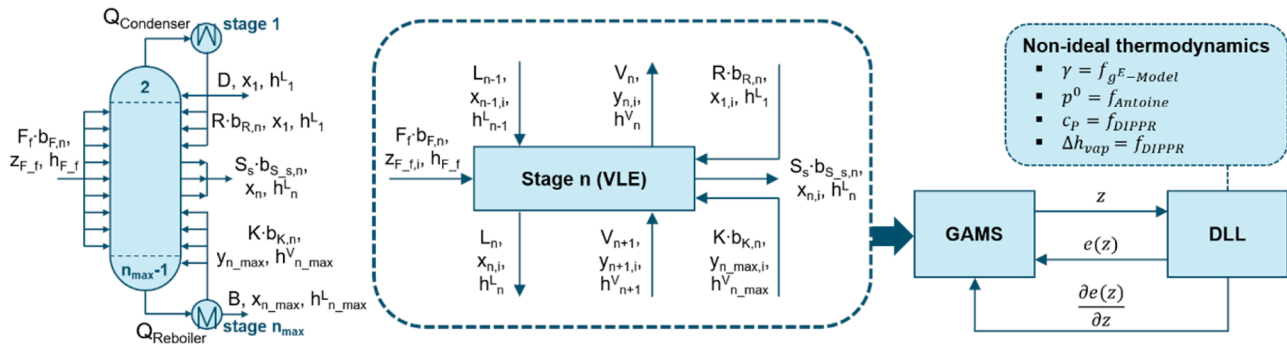 Q_Condenser
stage 1
2
D, x_1, h^L_1
R·b_R,n, x_1, h^L_1
F_f·b_F,n,
z_F_f, h_F_f
S_s·b_S_s,n,
x_n, h^L_n
K·b_K,n,
y_n_max, h^V_n_max
n_max-1
B, x_n_max, h^L_n_max
Q_Reboiler
stage n_max
L_n-1,
x_n-1,i,
h^L_n-1
V_n,
y_n,i,
h^V_n
R·b_R,n,
x_1,i, h^L_1
F_f·b_F,n,
z_F_f,i, h_F_f
Stage n (VLE)
S_s·b_S_s,n,
x_n,i, h^L_n
L_n,
x_n,i,
h^L_n
V_n+1,
y_n+1,i,
h^V_n+1
K·b_K,n,
y_n_max,i,
h^V_n_max
Non-ideal thermodynamics
▪ γ = f_g^E−Model
▪ p^0 = f_Antoine
▪ c_P = f_DIPPR
▪ Δh_vap = f_DIPPR
GAMS
z
e(z)
∂e(z)
∂z
DLL